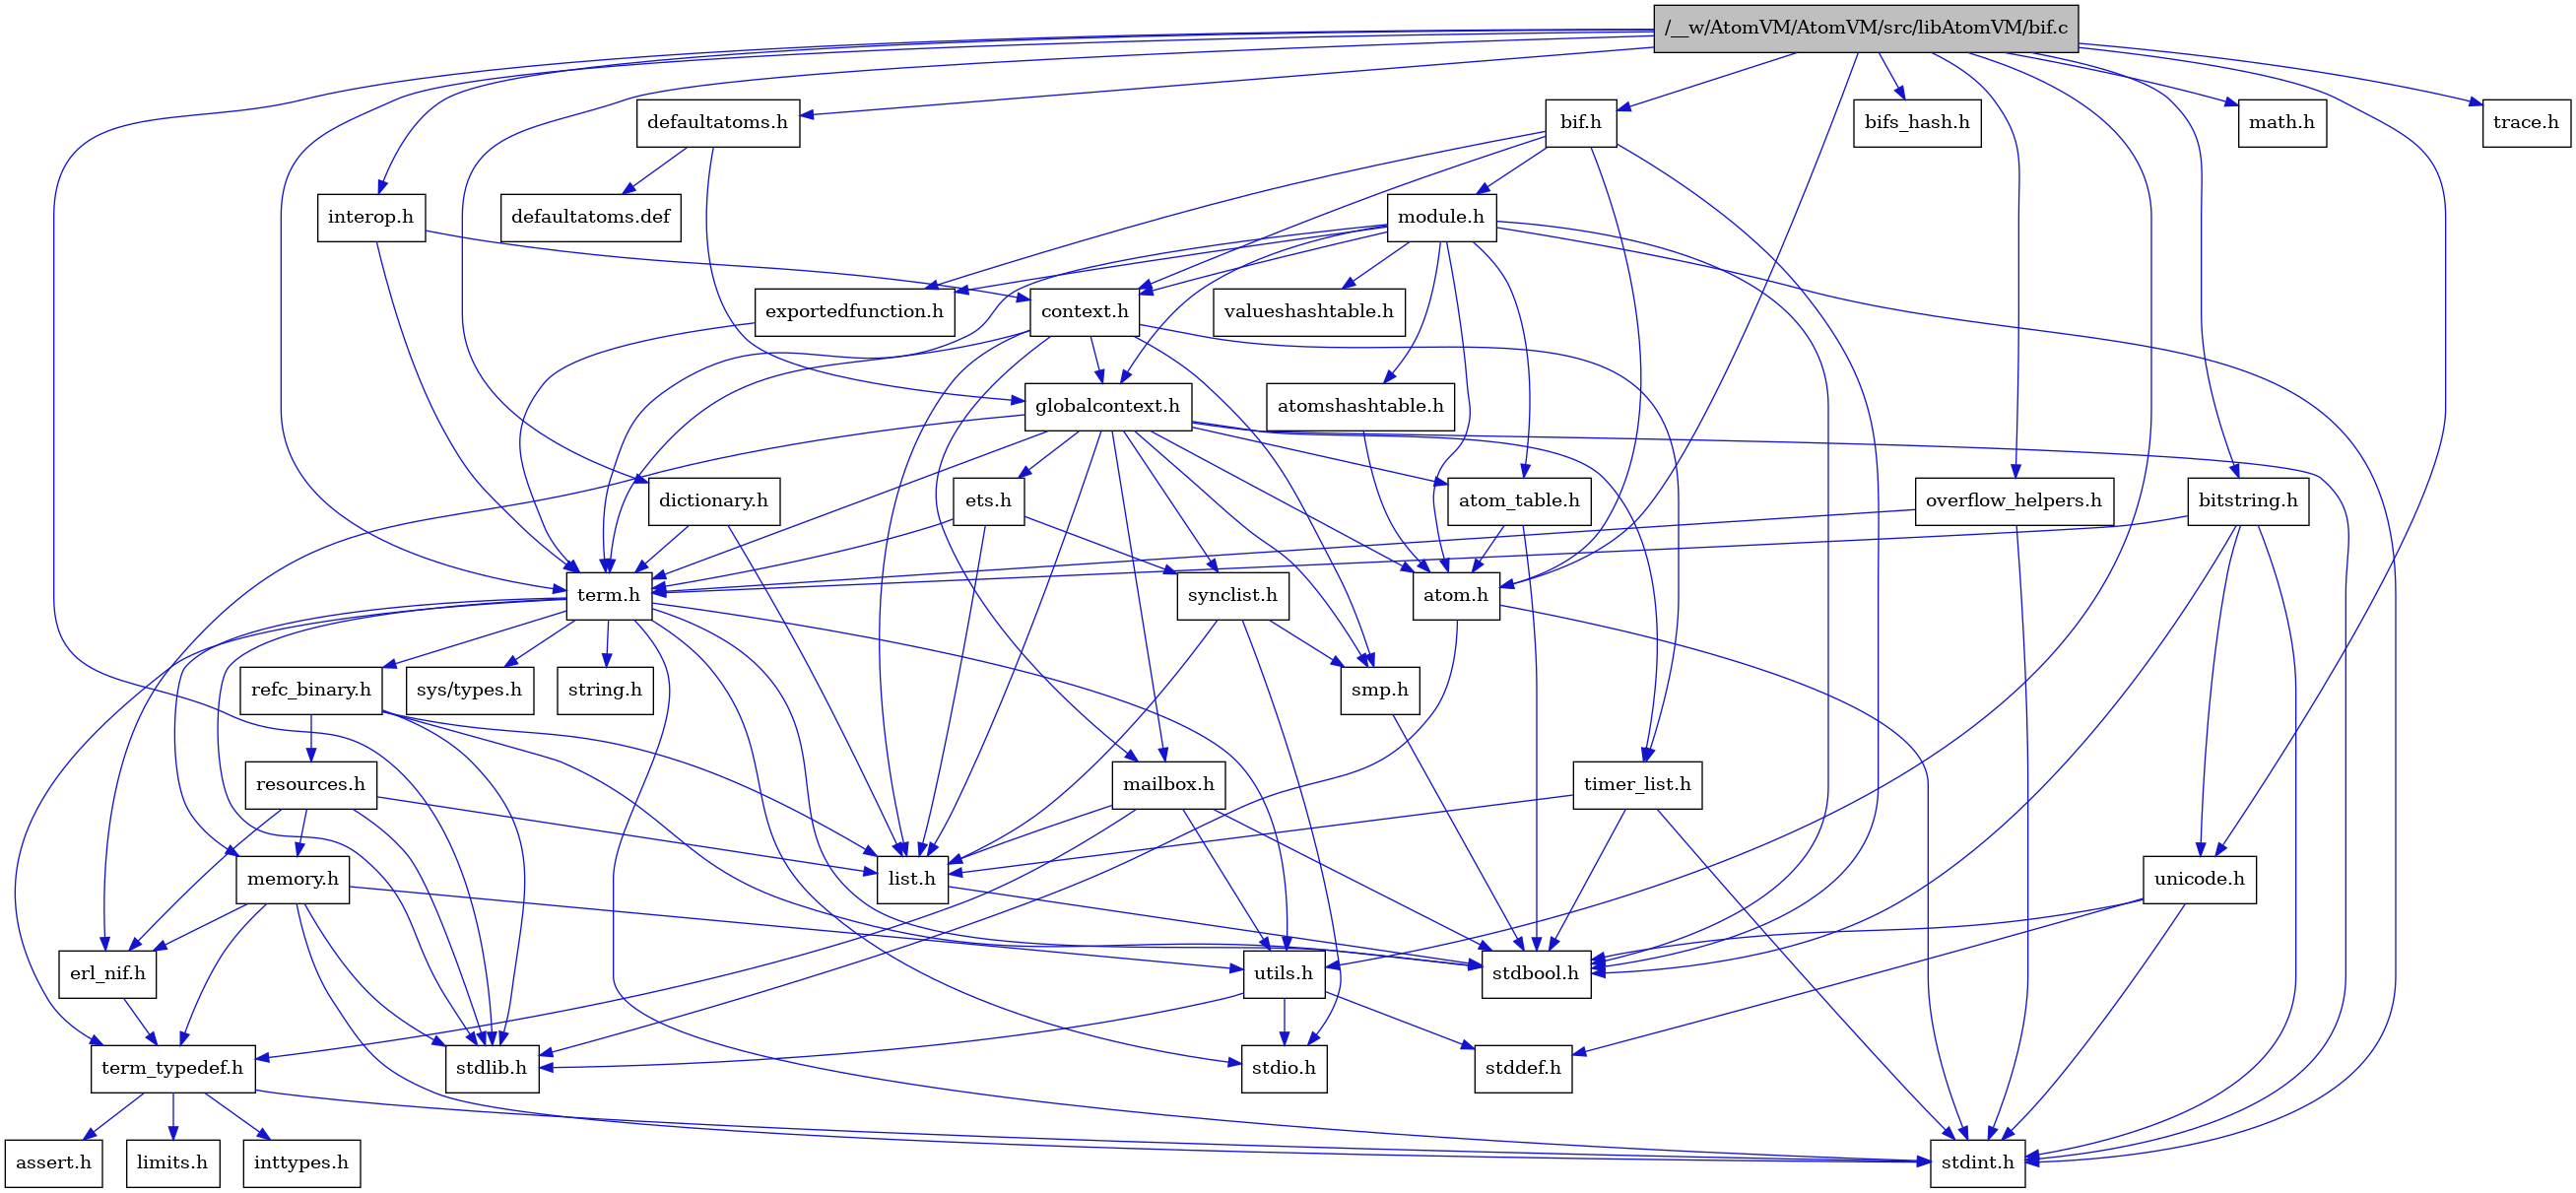 /__w/AtomVM/AtomVM/src/libAtomVM/bif.c
defaultatoms.h
bif.h
bifs_hash.h
math.h
trace.h
interop.h
defaultatoms.def
module.h
exportedfunction.h
context.h
valueshashtable.h
globalcontext.h
atomshashtable.h
dictionary.h
ets.h
atom_table.h
overflow_helpers.h
bitstring.h
term.h
synclist.h
atom.h
refc_binary.h
sys/types.h
string.h
smp.h
resources.h
mailbox.h
timer_list.h
memory.h
list.h
unicode.h
erl_nif.h
utils.h
stdbool.h
term_typedef.h
stdlib.h
stdio.h
stddef.h
assert.h
limits.h
inttypes.h
stdint.h